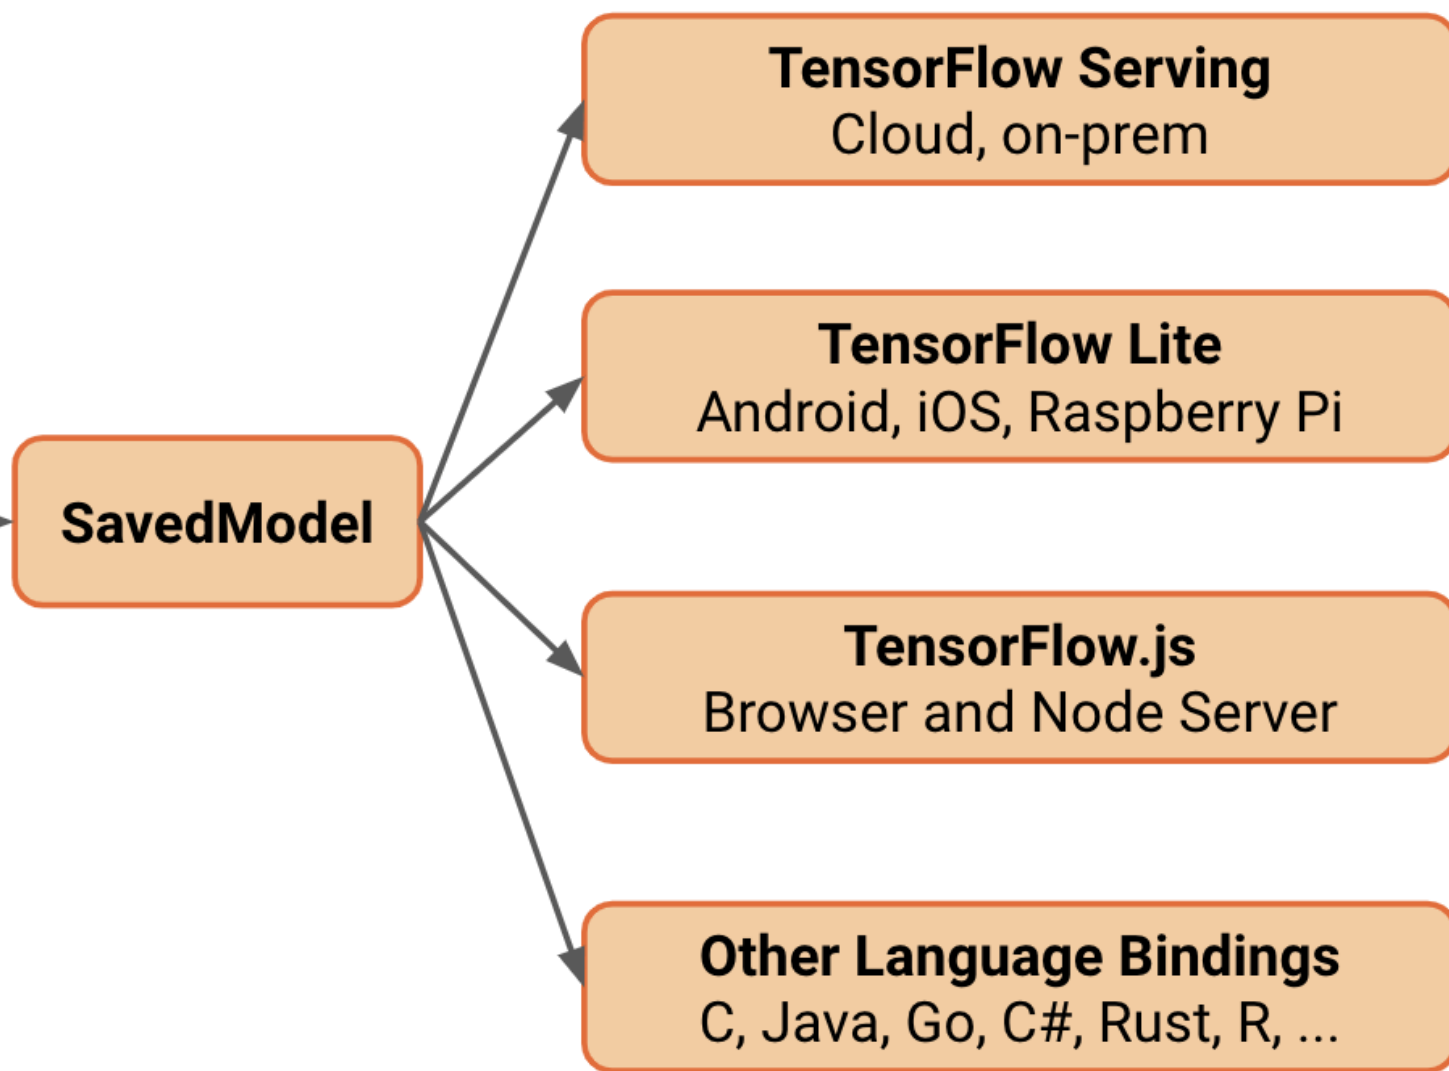 TensorFlow Serving
Cloud, on-prem
TensorFlow Lite
Android, iOS, Raspberry Pi
SavedModel
TensorFlow.js
Browser and Node Server
Other Language Bindings
C, Java, Go, C#, Rust, R, ...